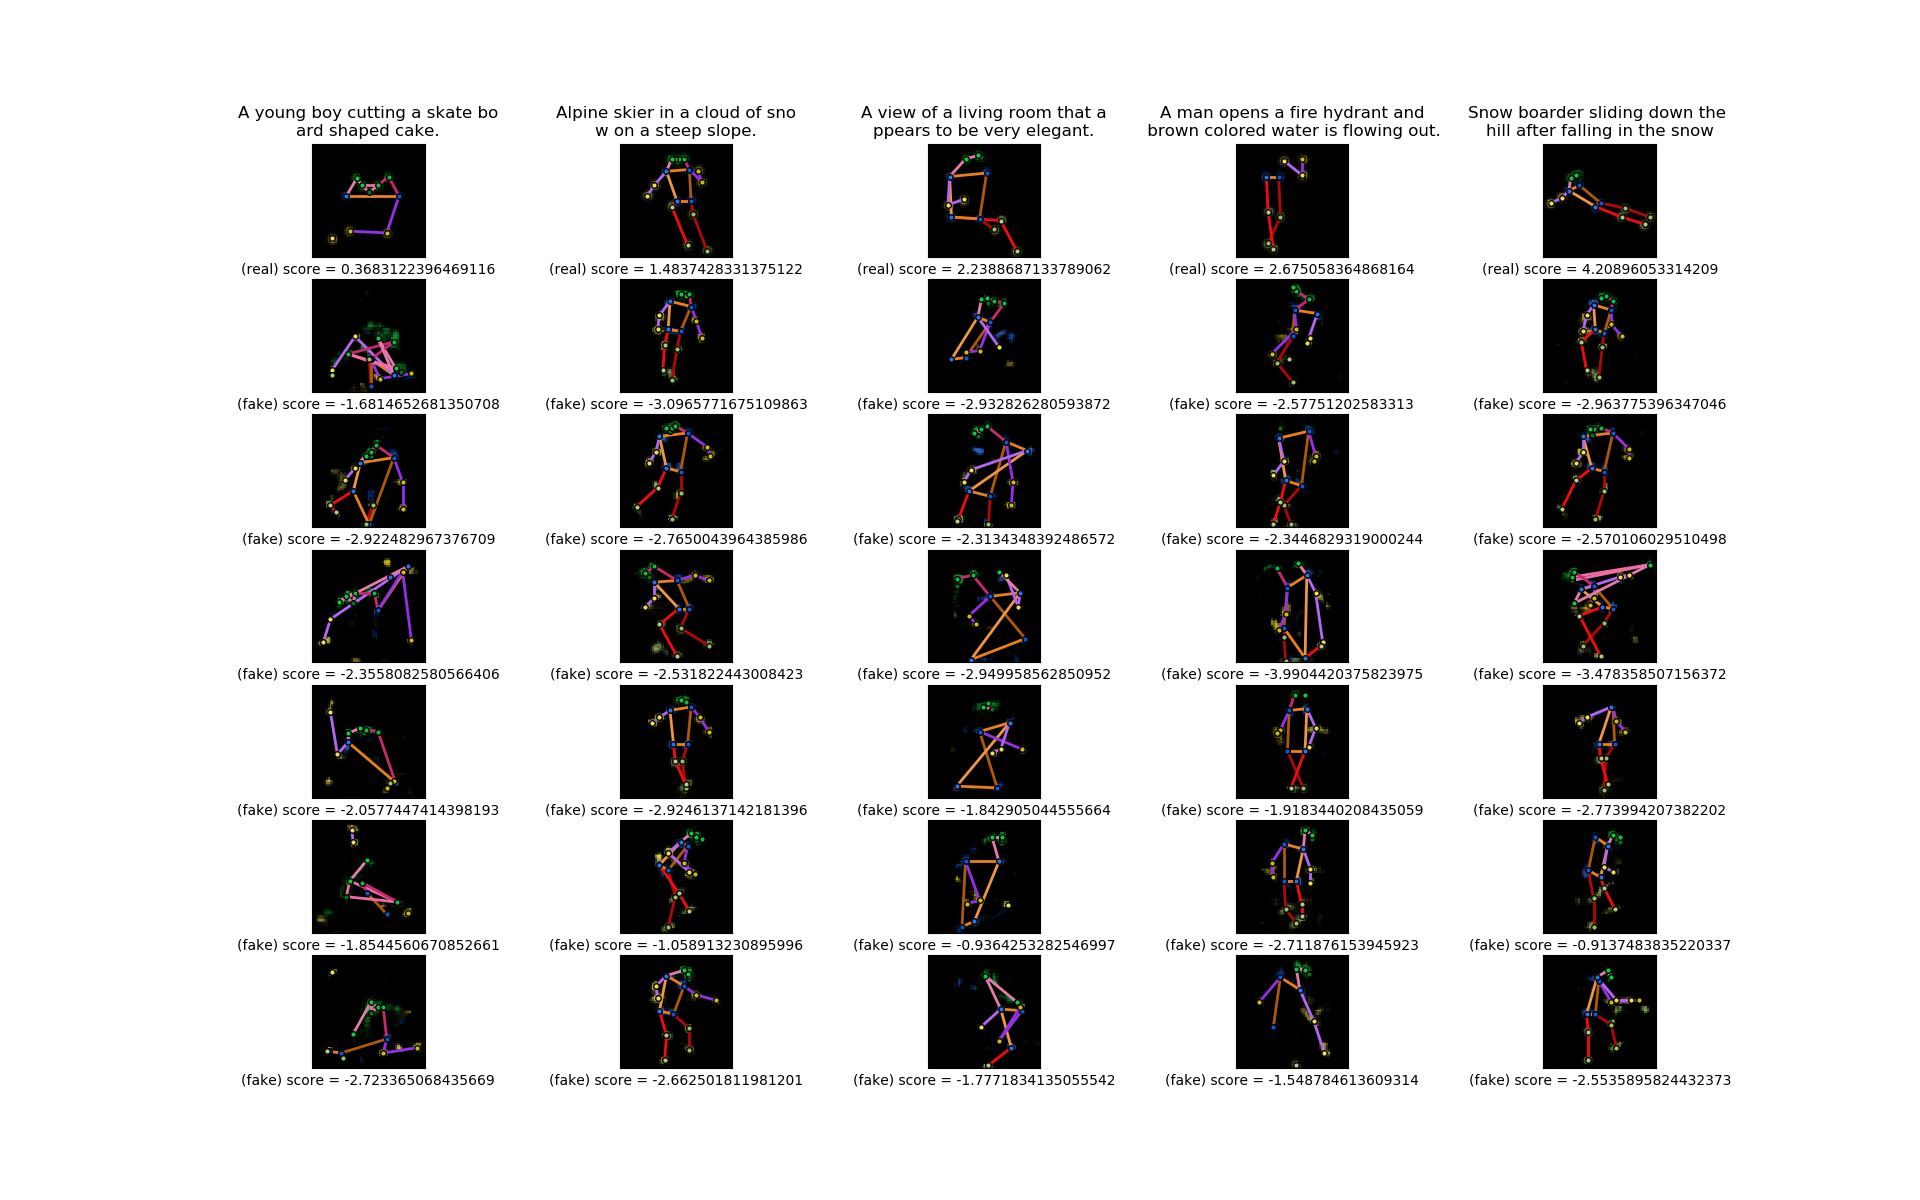 A young boy cutting a skate bo
ard shaped cake.
Alpine skier in a cloud of sno
w on a steep slope.
A view of a living room that a
ppears to be very elegant.
A man opens a fire hydrant and
brown colored water is flowing out.
Snow boarder sliding down the
hill after falling in the snow
(real) score = 0.3683122396469116
(real) score = 1.4837428331375122
(real) score = 2.2388687133789062
(real) score = 2.675058364868164
(real) score = 4.20896053314209
(fake) score = -1.6814652681350708
(fake) score = -3.0965771675109863
(fake) score = -2.932826280593872
(fake) score = -2.57751202583313
(fake) score = -2.963775396347046
(fake) score = -2.922482967376709
(fake) score = -2.7650043964385986
(fake) score = -2.3134348392486572
(fake) score = -2.3446829319000244
(fake) score = -2.570106029510498
(fake) score = -2.3558082580566406
(fake) score = -2.531822443008423
(fake) score = -2.949958562850952
(fake) score = -3.9904420375823975
(fake) score = -3.478358507156372
(fake) score = -2.0577447414398193
(fake) score = -2.9246137142181396
(fake) score = -1.842905044555664
(fake) score = -1.9183440208435059
(fake) score = -2.773994207382202
(fake) score = -1.8544560670852661
(fake) score = -1.058913230895996
(fake) score = -0.9364253282546997
(fake) score = -2.711876153945923
(fake) score = -0.9137483835220337
(fake) score = -2.723365068435669
(fake) score = -2.662501811981201
(fake) score = -1.7771834135055542
(fake) score = -1.548784613609314
(fake) score = -2.5535895824432373